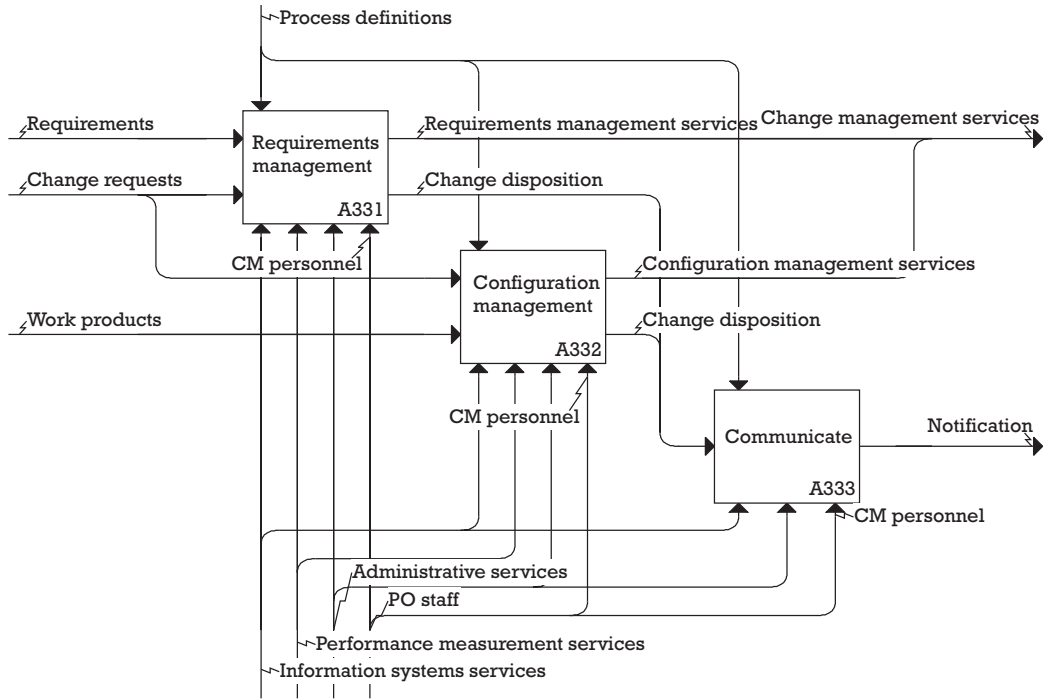 Process definitions
Requirements
Requirements management services
Change management services
Requirements
management
Change requests
Change disposition
A331
CM personnel
Configuration management services
Configuration
management
Work products
Change disposition
A332
CM personnel
Communicate
Notification
A333
CM personnel
Administrative services
PO staff
Performance measurement services
Information systems services